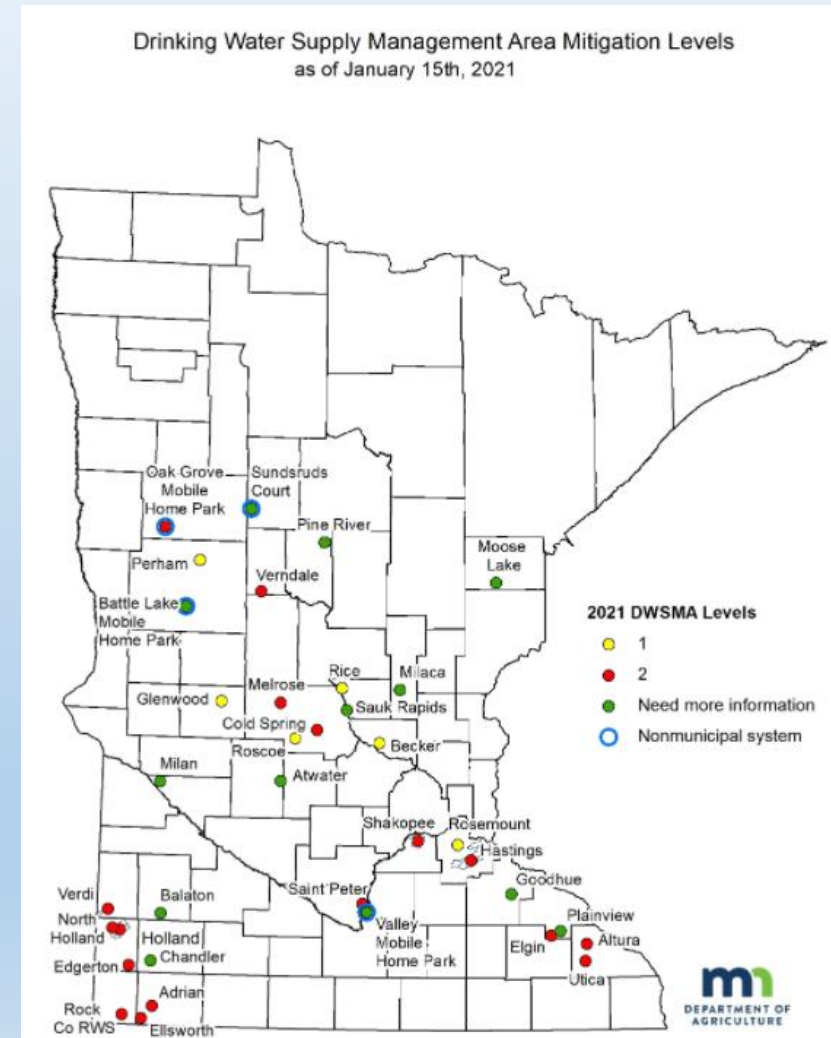 Drinking Water Supply Management Area Mitigation Levels
as of January 15th, 2021
Oak Grove
Mobile
Home Park
Sundsruds
Court
Pine River
Moose
Lake
Perham
Verndale
Battle Lake
Mobile
Home Park
2021 DWSMA Levels
1
2
Need more information
Nonmunicipal system
Rice
Milaca
Melrose
Glenwood
Sauk Rapids
Cold Spring
Becker
Roscoe
Milan
Atwater
Shakopee
Rosemount
Hastings
Goodhue
Saint Peter
Verdi
Balaton
Plainview
Valley
Mobile
Home Park
North
Holland
Holland
Elgin
Altura
Chandler
Edgerton
Utica
Adrian
Rock
Co RWS
Ellsworth
mn
DEPARTMENT OF
AGRICULTURE